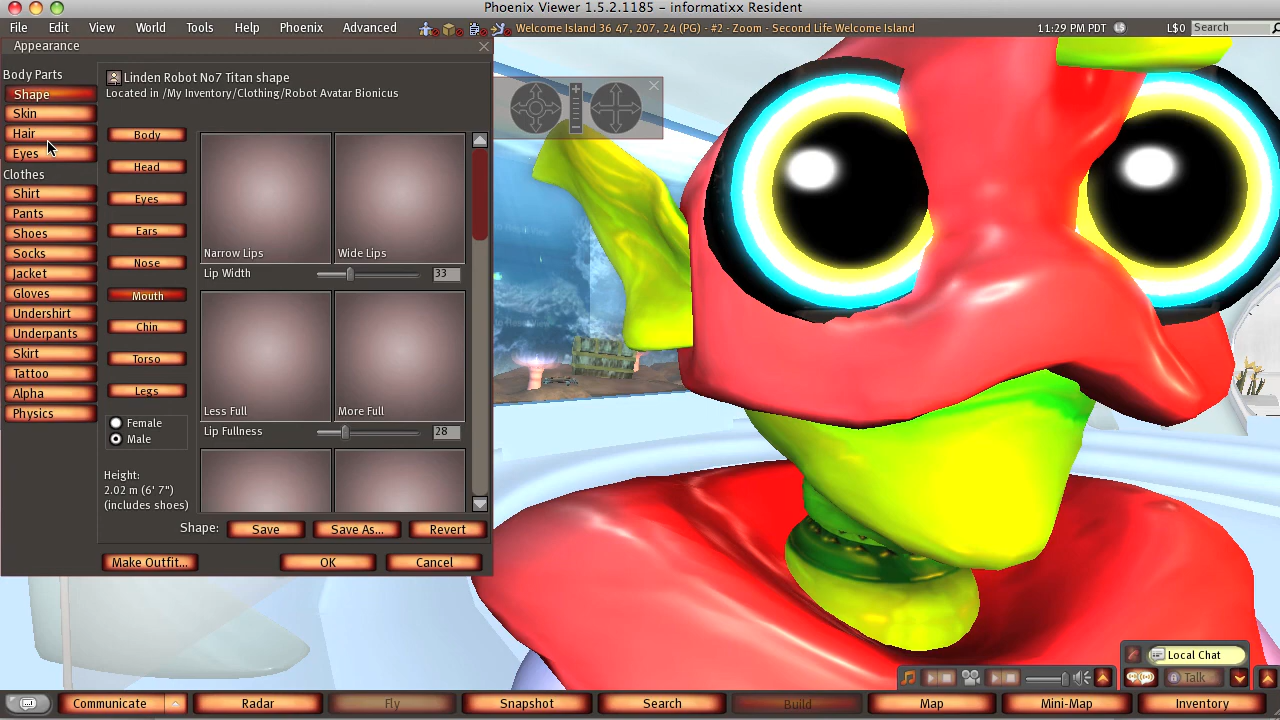 Phoenix Viewer 1.5.2.1185 - informatixx Resident
File Edit View World Tools Help Phoenix Advanced Welcome Island 36 47, 207, 24 (PG) - #2 - Zoom - Second Life Welcome Island 11:29 PM PDT L$0 Search
Appearance
Body Parts
Shape
Skin
Hair
Eyes
Clothes
Shirt
Pants
Shoes
Socks
Jacket
Gloves
Undershirt
Underpants
Skirt
Tattoo
Alpha
Physics
Linden Robot No7 Titan shape
Located in /My Inventory/Clothing/Robot Avatar Bionicus
Body
Head
Eyes
Ears
Nose
Mouth
Chin
Torso
Legs
Female
Male
Height:
2.02 m (6' 7")
(includes shoes)
Narrow Lips Wide Lips
Lip Width 33
Less Full More Full
Lip Fullness 28
Shape: Save Save As... Revert
Make Outfit... OK Cancel
Local Chat
Talk
Communicate Radar Fly Snapshot Search Build Map Mini-Map Inventory